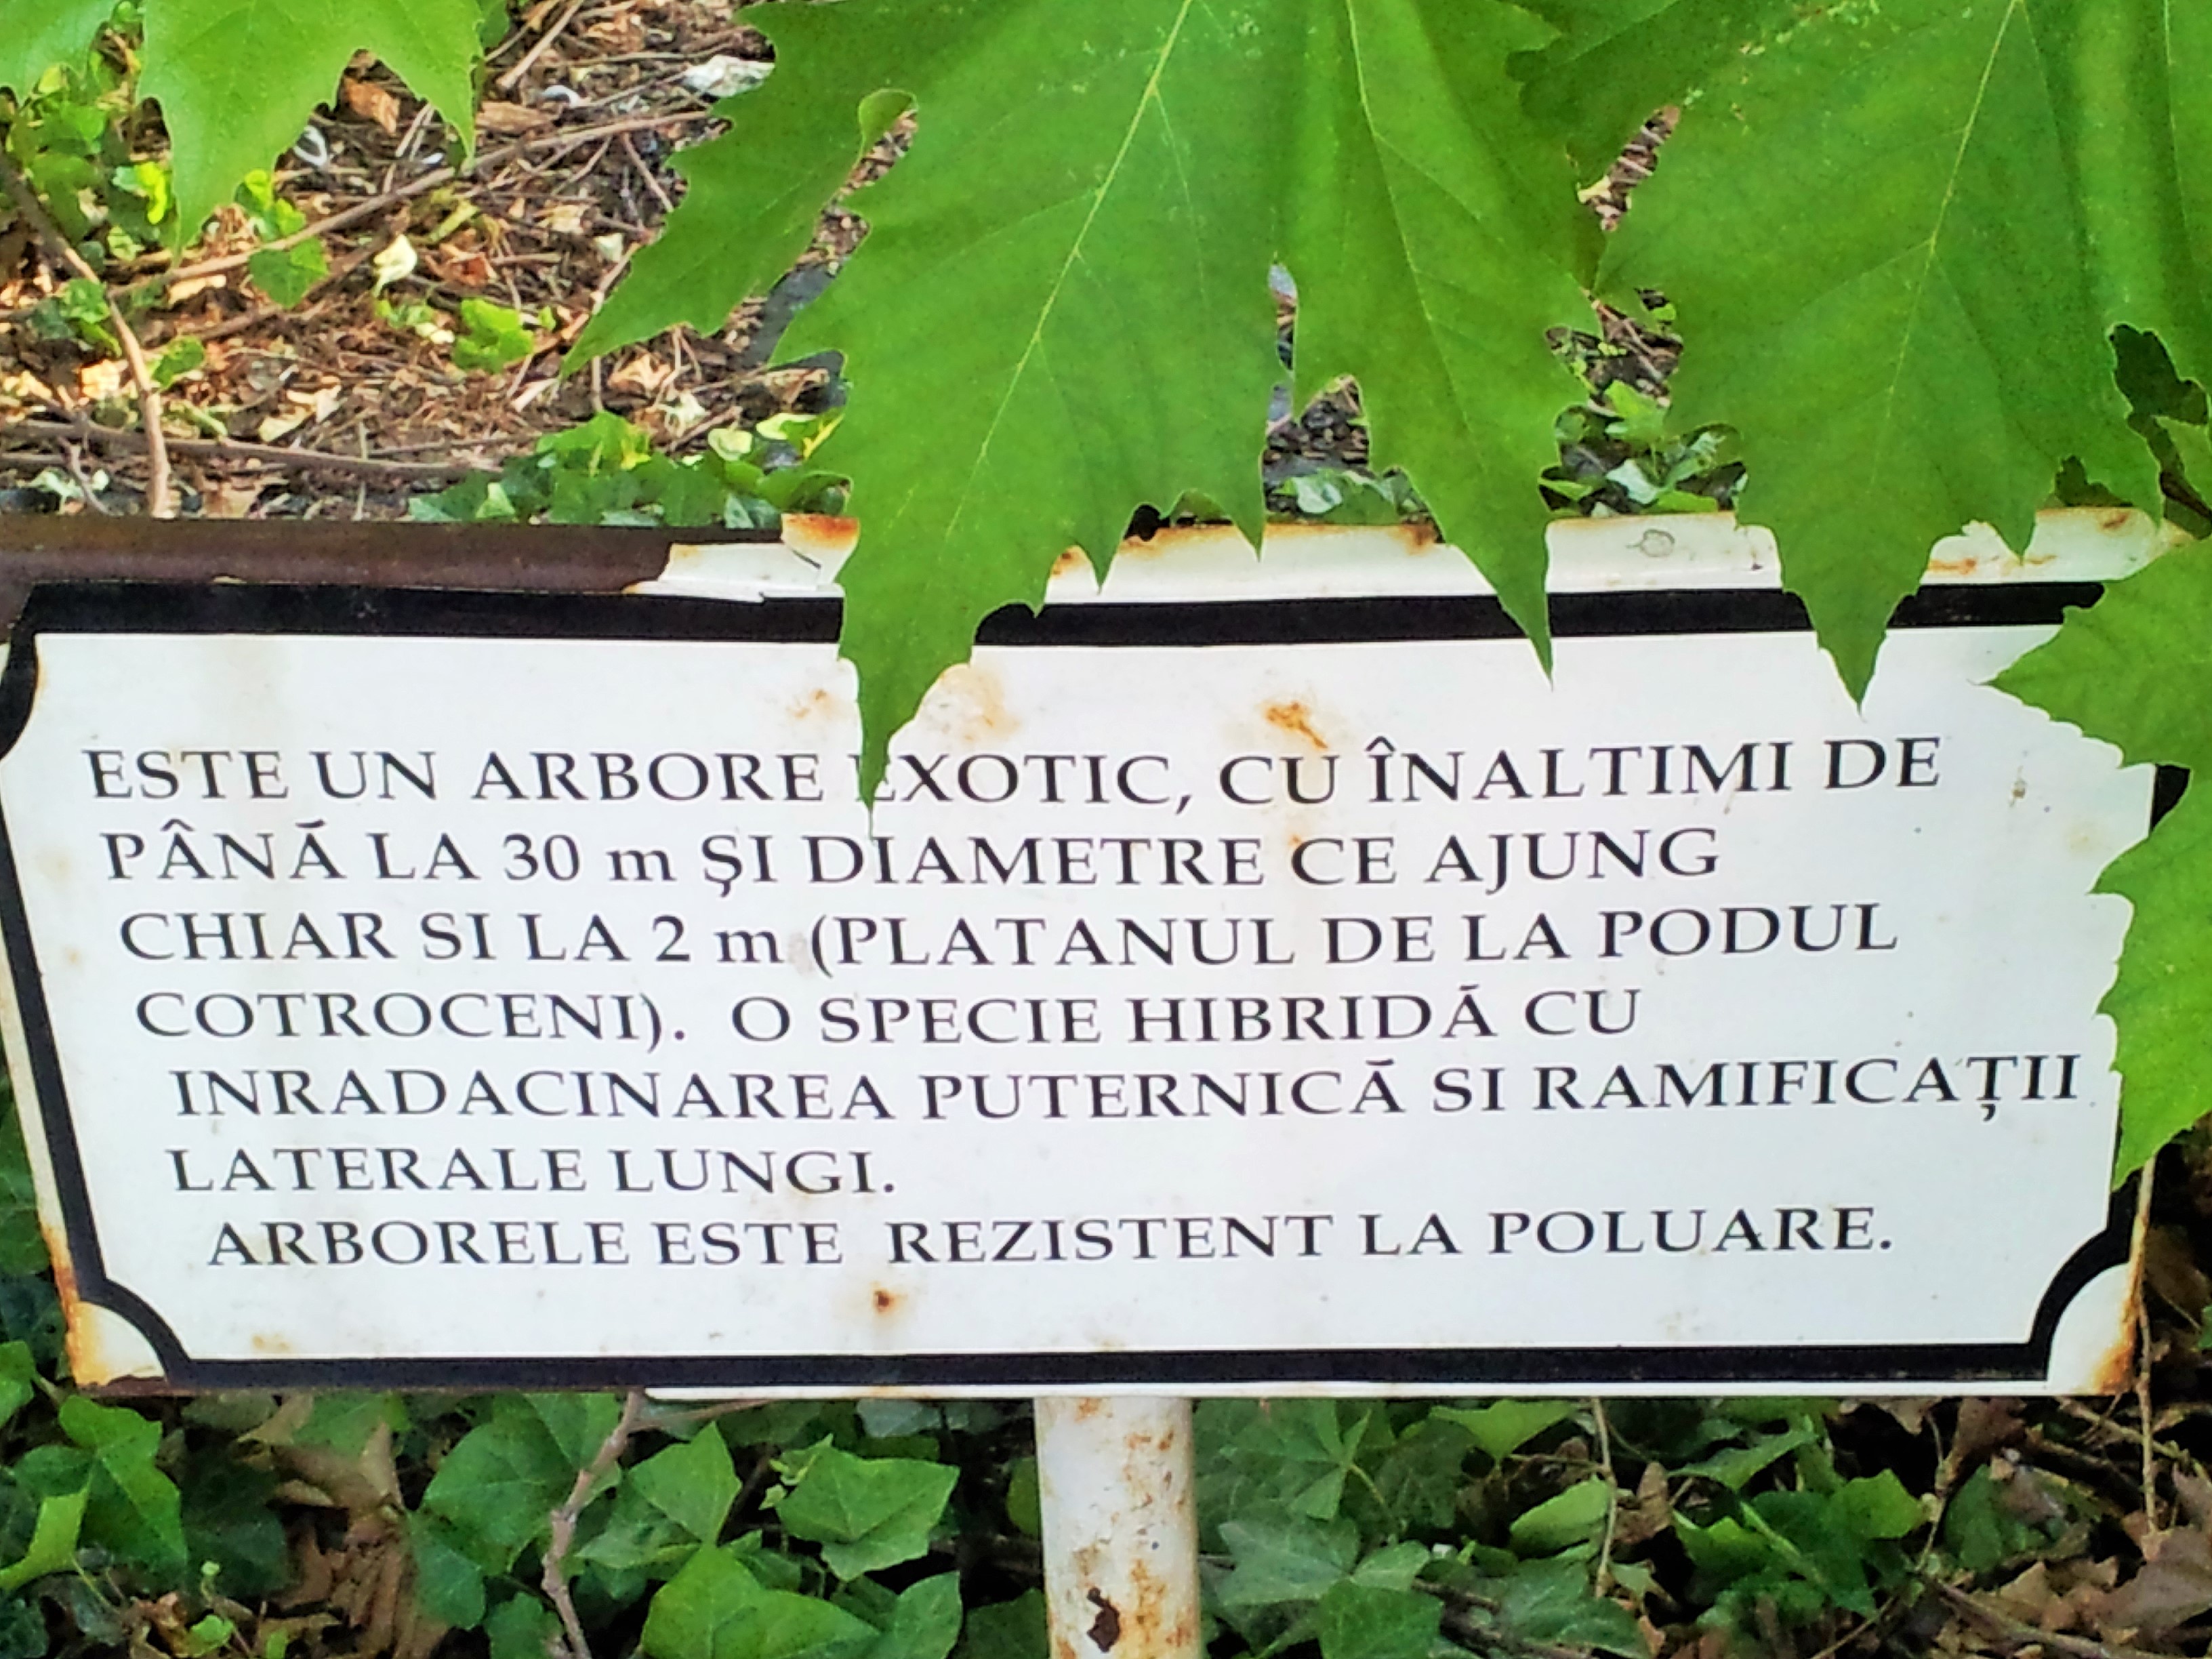 ESTE UN ARBORE EXOTIC, CU ÎNALTIMI DE
PÂNĂ LA 30 m ŞI DIAMETRE CE AJUNG
CHIAR SI LA 2 m (PLATANUL DE LA PODUL
COTROCENI). O SPECIE HIBRIDĂ CU
INRADACINAREA PUTERNICĂ SI RAMIFICAŢII
LATERALE LUNGI.
ARBORELE ESTE REZISTENT LA POLUARE.